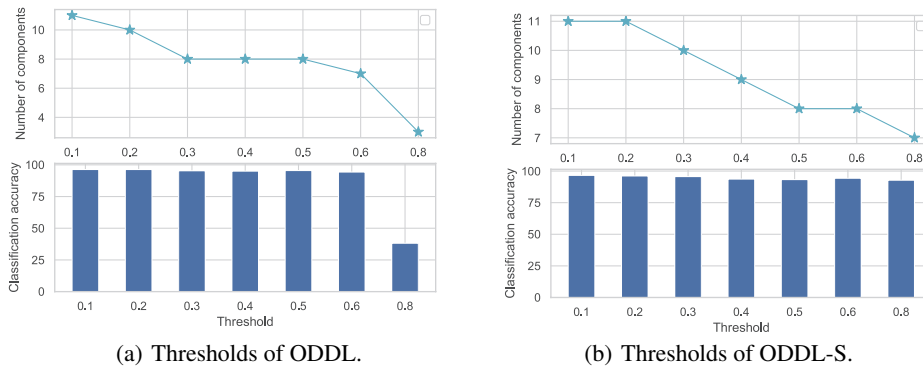 10
8
6
4
Number of components
0.1 0.2 0.3 0.4 0.5 0.6 0.8
100
75
50
25
0
Classification accuracy
0.1 0.2 0.3 0.4 0.5 0.6 0.8
Threshold
(a) Thresholds of ODDL.
11
10
9
8
7
Number of components
0.1 0.2 0.3 0.4 0.5 0.6 0.8
100
75
50
25
0
Classification accuracy
0.1 0.2 0.3 0.4 0.5 0.6 0.8
Threshold
(b) Thresholds of ODDL-S.